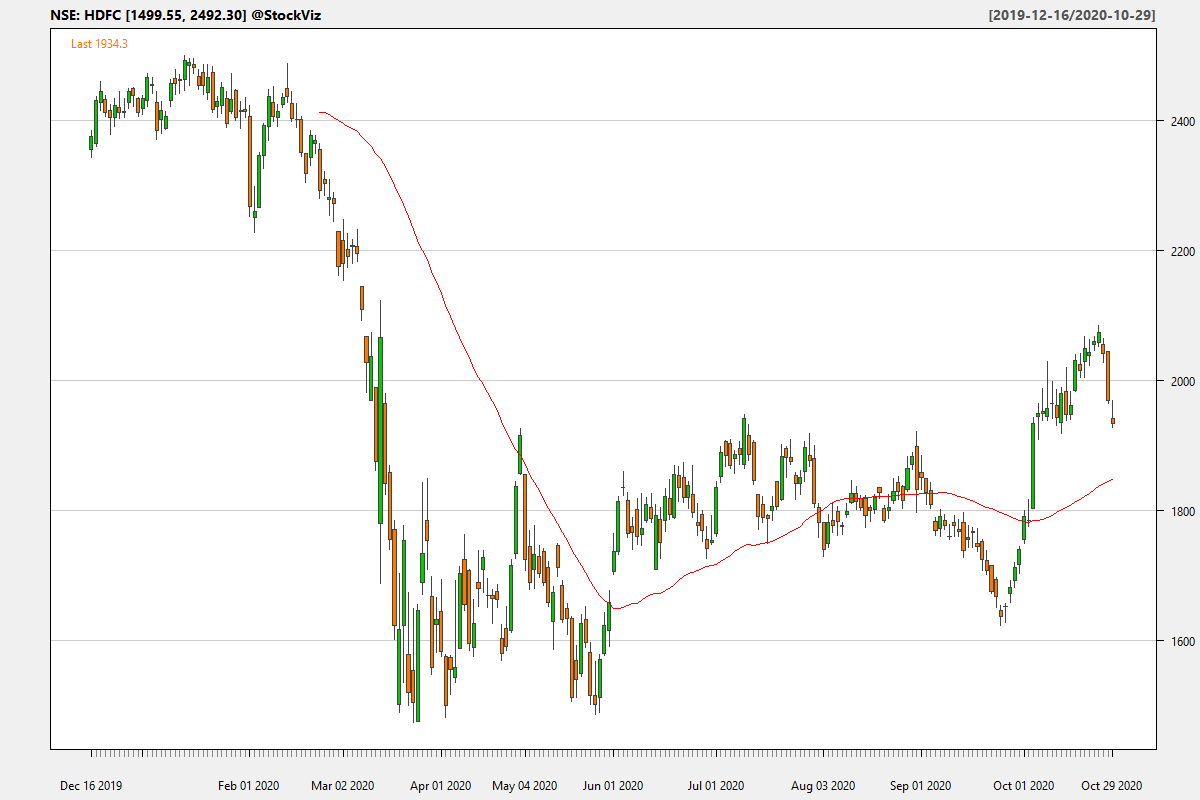 NSE: HDFC [1499.55, 2492.30] @StockViz
[2019-12-16/2020-10-29]
Last 1934.3
2400
2200
2000
1800
1600
Dec 16 2019
Feb 01 2020
Mar 02 2020
Apr 01 2020
May 04 2020
Jun 01 2020
Jul 01 2020
Aug 03 2020
Sep 01 2020
Oct 01 2020
Oct 29 2020